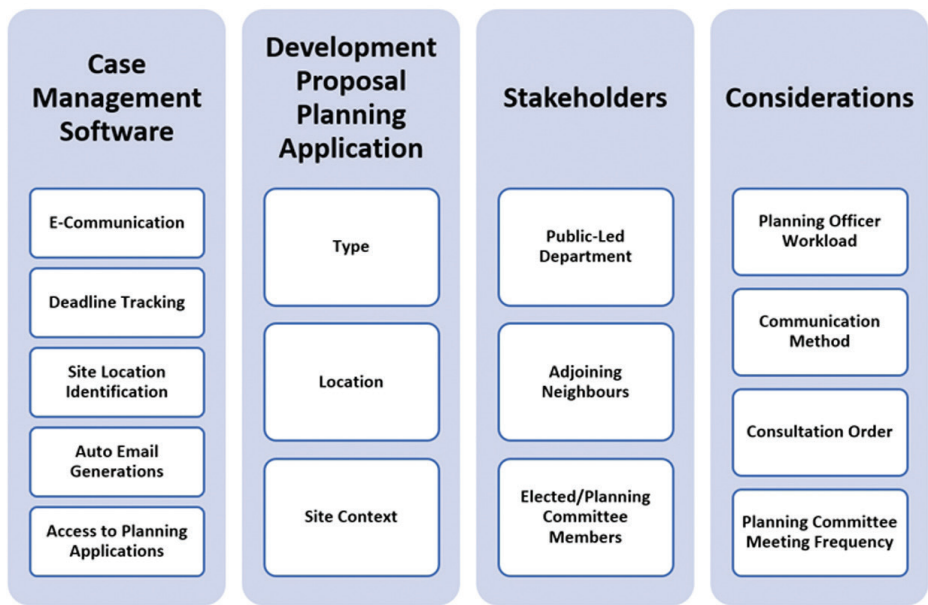 Case
Management
Software
E-Communication
Deadline Tracking
Site Location
Identification
Auto Email
Generations
Access to Planning
Applications
Development
Proposal
Planning
Application
Type
Location
Site Context
Stakeholders
Public-Led
Department
Adjoining
Neighbours
Elected/Planning
Committee
Members
Considerations
Planning Officer
Workload
Communication
Method
Consultation Order
Planning Committee
Meeting Frequency